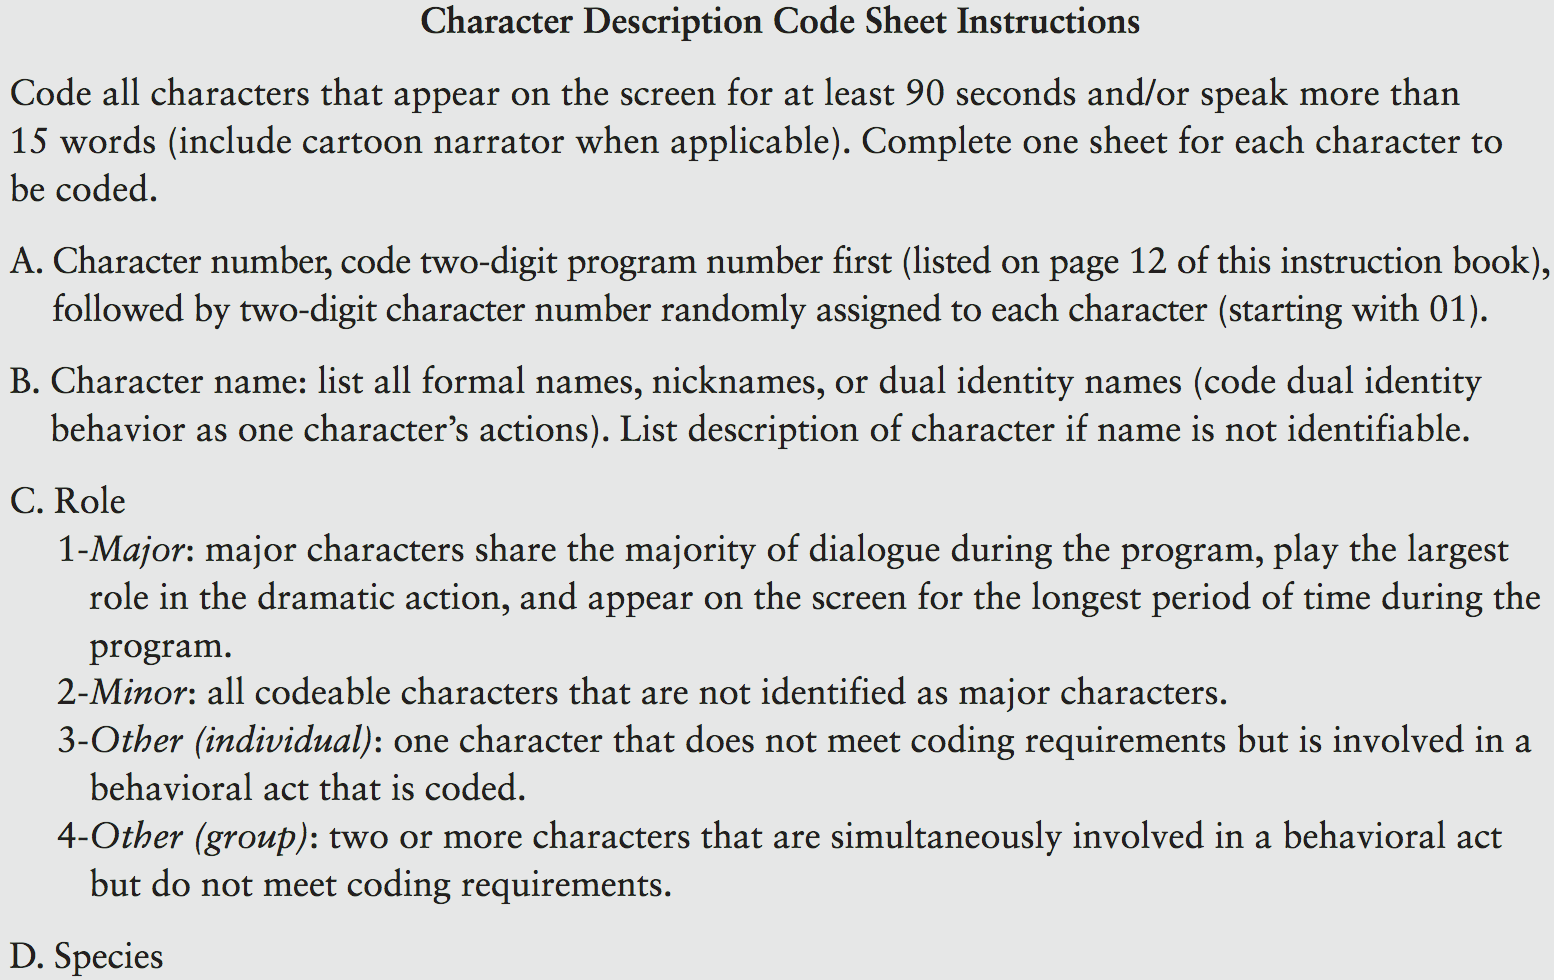 Character Description Code Sheet Instructions
Code all characters that appear on the screen for at least 90 seconds and/or speak more than
15 words (include cartoon narrator when applicable). Complete one sheet for each character to
be coded.
A. Character number, code two-digit program number first (listed on page 12 of this instruction book),
followed by two-digit character number randomly assigned to each character (starting with 01).
B. Character name: list all formal names, nicknames, or dual identity names (code dual identity
behavior as one character’s actions). List description of character if name is not identifiable.
C. Role
1-Major: major characters share the majority of dialogue during the program, play the largest
role in the dramatic action, and appear on the screen for the longest period of time during the
program.
2-Minor: all codeable characters that are not identified as major characters.
3-Other (individual): one character that does not meet coding requirements but is involved in a
behavioral act that is coded.
4-Other (group): two or more characters that are simultaneously involved in a behavioral act
but do not meet coding requirements.
D. Species